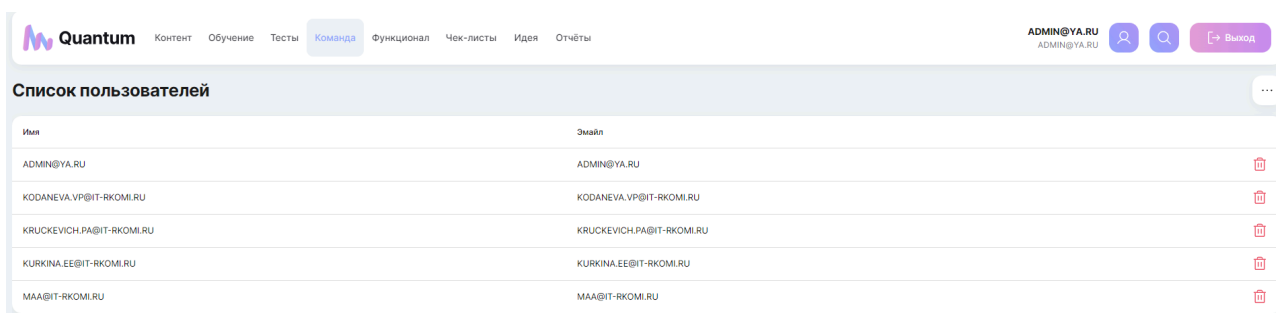 Quantum Контент Обучение Тесты Команда Функционал Чек-листы Идея Отчёты ADMIN@YA.RU Выход
ADMIN@YA.RU
Список пользователей
Имя Эмайл
ADMIN@YA.RU ADMIN@YA.RU
KODANEVA.VP@IT-RKOMI.RU KODANEVA.VP@IT-RKOMI.RU
KRUCKEVICH.PA@IT-RKOMI.RU KRUCKEVICH.PA@IT-RKOMI.RU
KURKINA.EE@IT-RKOMI.RU KURKINA.EE@IT-RKOMI.RU
MAA@IT-RKOMI.RU MAA@IT-RKOMI.RU